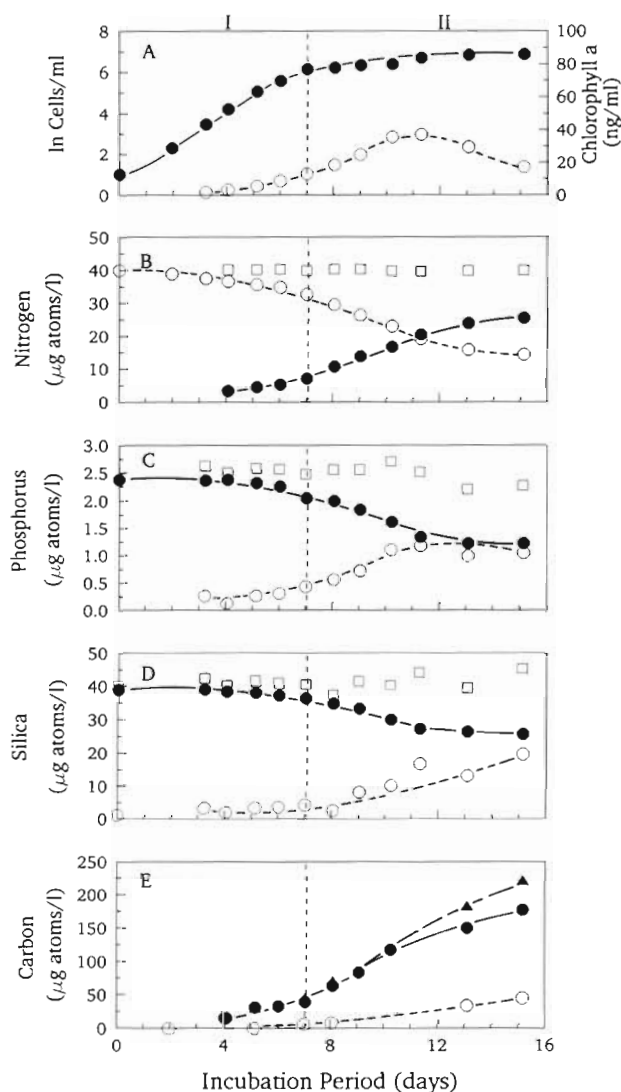 I II
A
ln Cells/ml
8
6
4
2
0
Chlorophyll a
(ng/ml)
100
80
60
40
20
0
B
Nitrogen
(µg atoms/l)
50
40
30
20
10
0
C
Phosphorus
(µg atoms/l)
3.0
2.5
2.0
1.5
1.0
0.5
0.0
D
Silica
(µg atoms/l)
50
40
30
20
10
0
E
Carbon
(µg atoms/l)
250
200
150
100
50
0
0 4 8 12 16
Incubation Period (days)